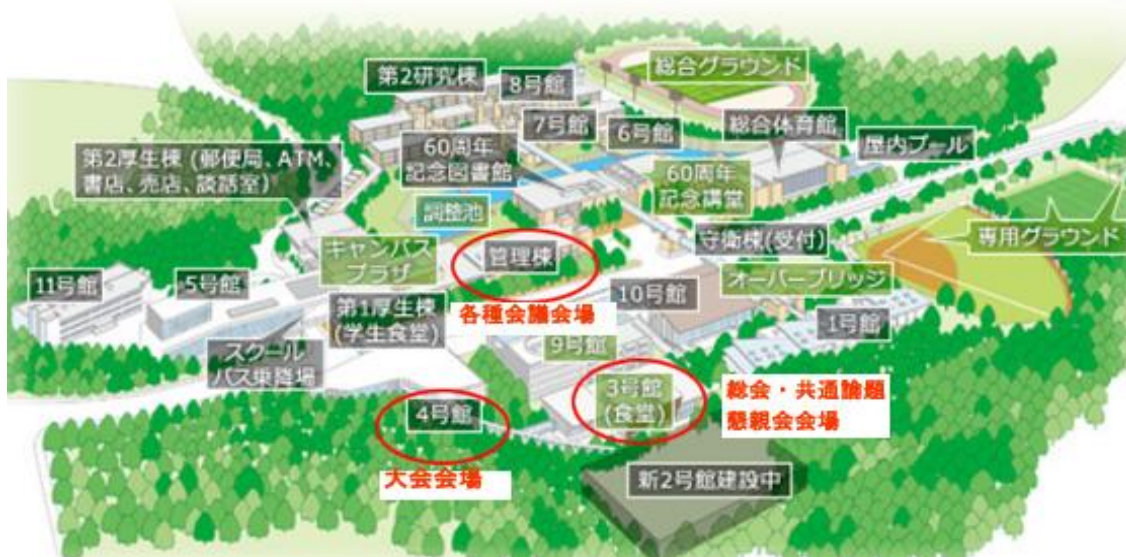 総合グラウンド
第2研究棟
8号館
7号館
6号館
総合体育館
屋内プール
60周年
記念図書館
60周年
記念講堂
第2厚生棟(郵便局、ATM、
書店、売店、談話室)
調整池
守衛棟(受付)
専用グラウンド
キャンパス
プラザ
管理棟
オーバーブリッジ
11号館
5号館
第1厚生棟
(学生食堂)
各種会議会場
10号館
1号館
スクール
バス乗降場
9号館
3号館
(食堂)
総会・共通論題
懇親会会場
4号館
大会会場
新2号館建設中